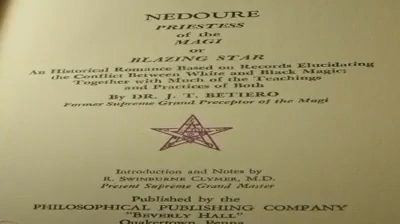 NEDOURE
PRIESTESS
of the
MAGI
or
BLAZING STAR
An Historical Romance Based on Records Elucidating
the Conflict Between White and Black Magic:
Together with Much of the Teachings
and Practices of Both
By DR. J. T. BETIERO
Former Supreme Grand Preceptor of the Magi
Introduction and Notes by
R. SWINBURNE CLYMER, M.D.
Present Supreme Grand Master
Published by the
PHILOSOPHICAL PUBLISHING COMPANY
"BEVERLY HALL"
Quakertown, Penna.